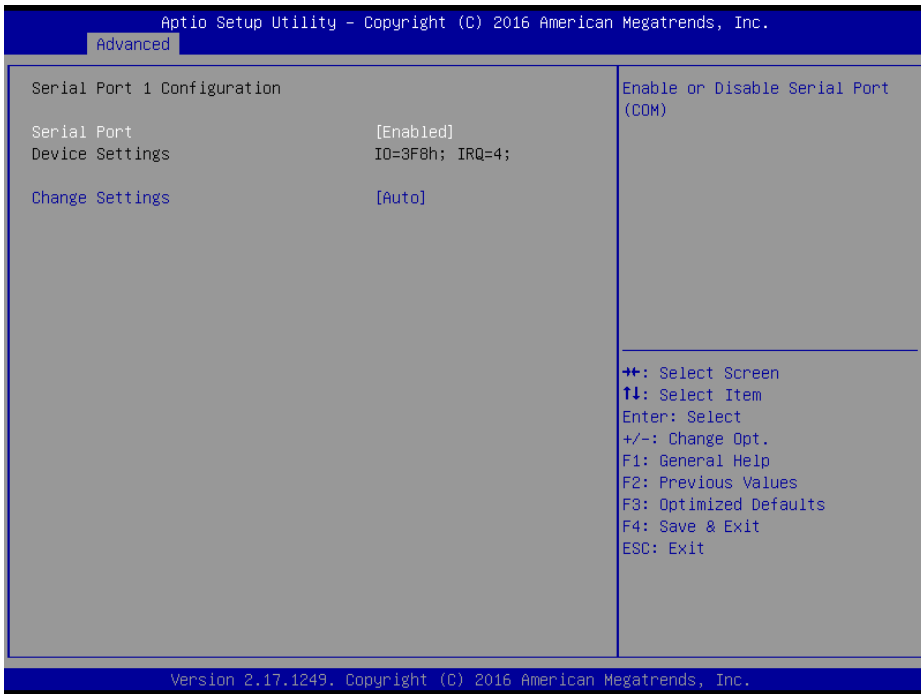 Aptio Setup Utility – Copyright (C) 2016 American Megatrends, Inc.
Advanced
Serial Port 1 Configuration
Serial Port [Enabled]
Device Settings IO=3F8h; IRQ=4;
Change Settings [Auto]
Enable or Disable Serial Port
(COM)
→←: Select Screen
↑↓: Select Item
Enter: Select
+/-: Change Opt.
F1: General Help
F2: Previous Values
F3: Optimized Defaults
F4: Save & Exit
ESC: Exit
Version 2.17.1249. Copyright (C) 2016 American Megatrends, Inc.